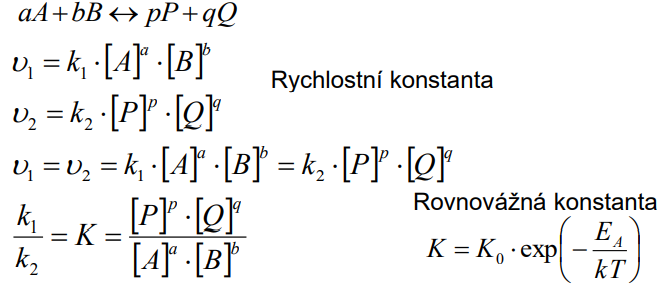 aA + bB ↔ pP + qQ
υ₁ = k₁ · [A]ᵃ · [B]ᵇ
Rychlostní konstanta
υ₂ = k₂ · [P]ᵖ · [Q]^q
υ₁ = υ₂ = k₁ · [A]ᵃ · [B]ᵇ = k₂ · [P]ᵖ · [Q]^q
Rovnovážná konstanta
k₁/k₂ = K = [P]ᵖ · [Q]^q / [A]ᵃ · [B]ᵇ
K = K₀ · exp(−E_A/kT)